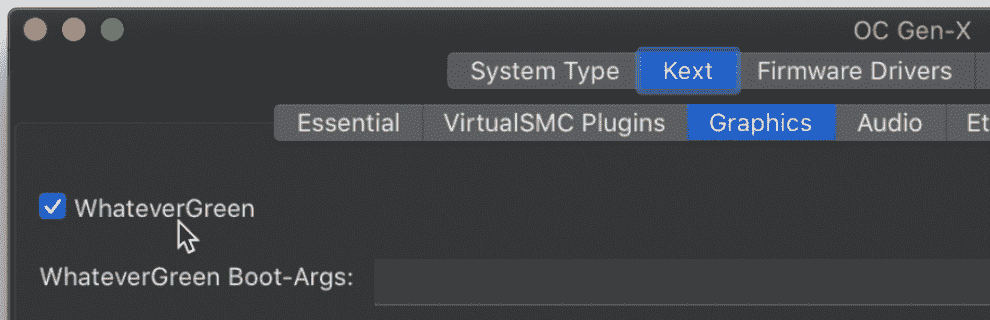 OC Gen-X
System Type Kext Firmware Drivers
Essential VirtualSMC Plugins Graphics Audio Et
WhateverGreen
WhateverGreen Boot-Args: